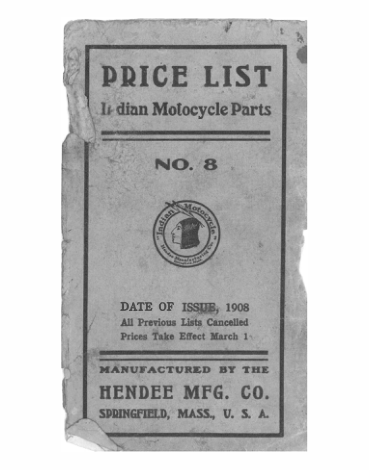 1
PRICE LIST
Indian Motocycle Parts
NO. 8
"Indian Motocycle"
DATE OF ISSUE, 1908
All Previous Lists Cancelled
Prices Take Effect March 1
MANUFACTURED BY THE
HENDEE MFG. CO.
SPRINGFIELD, MASS., U. S. A.